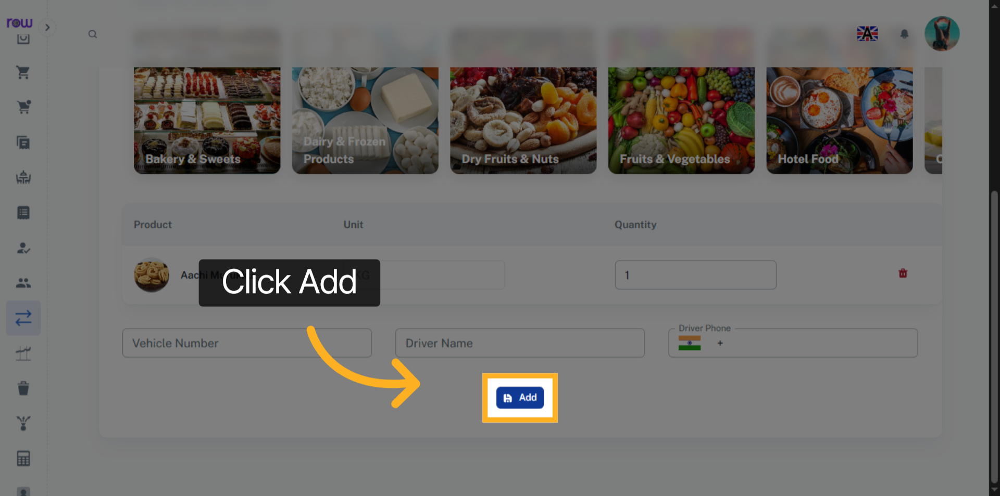 row
A
Bakery & Sweets
Dairy & Frozen
Products
Dry Fruits & Nuts
Fruits & Vegetables
Hotel Food
Product
Unit
Quantity
Aachi
KG
1
Click Add
Vehicle Number
Driver Name
Driver Phone
+
Add